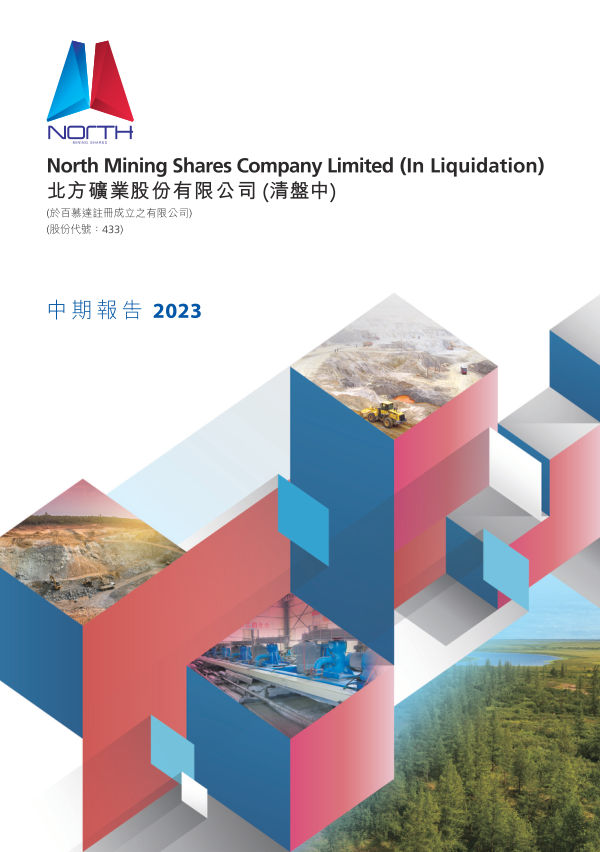 NORTH
MINING SHARES
North Mining Shares Company Limited (In Liquidation)
北方礦業股份有限公司 (清盤中)
(於百慕達註冊成立之有限公司)
(股份代號：433)
中期報告 2023